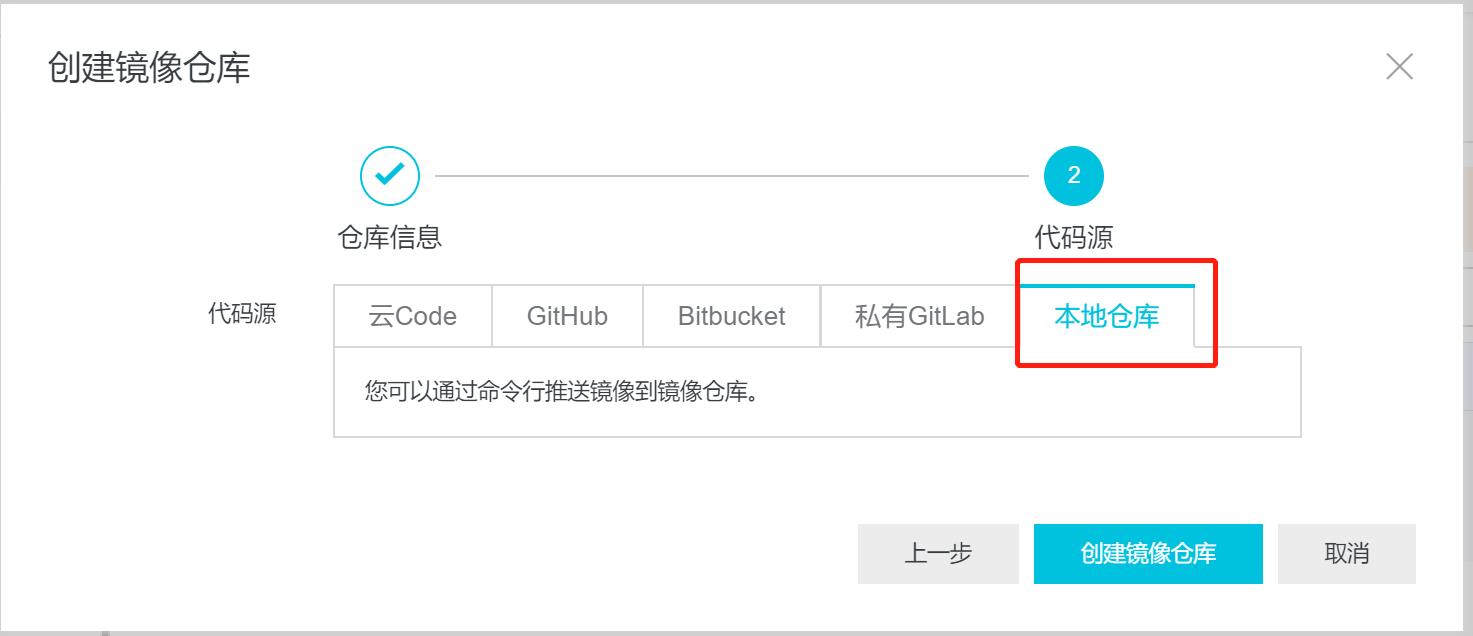 创建镜像仓库
2
仓库信息
代码源
代码源
云Code
GitHub
Bitbucket
私有GitLab
本地仓库
您可以通过命令行推送镜像到镜像仓库。
上一步
创建镜像仓库
取消